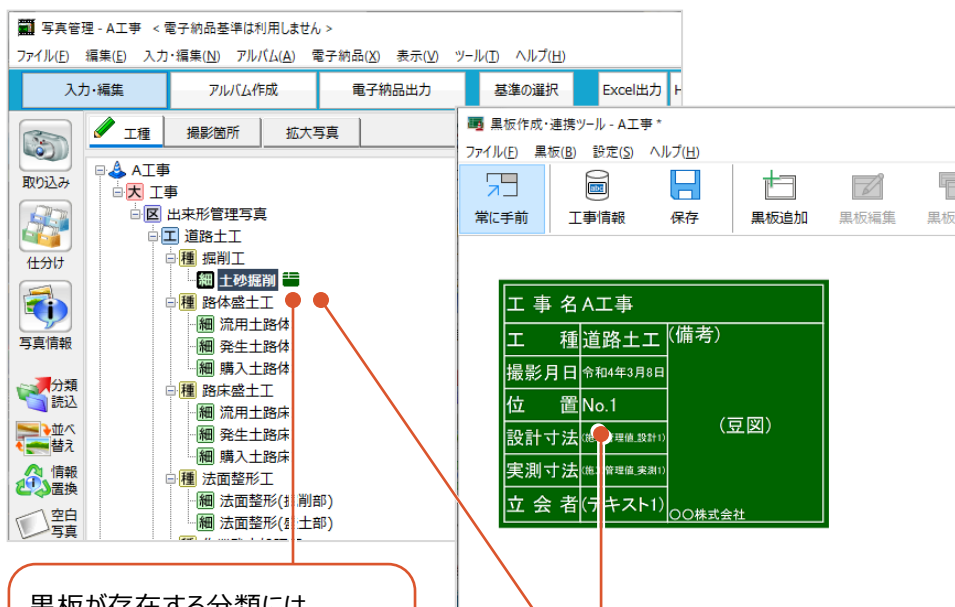 写真管理 - A工事 <電子納品基準は利用しません>
ファイル(F) 編集(E) 入力・編集(N) アルバム(A) 電子納品(X) 表示(V) ツール(T) ヘルプ(H)
入力・編集 アルバム作成 電子納品出力 基準の選択 Excel出力
工種 撮影箇所 拡大写真
取り込み
仕分け
写真情報
分類
読込
並べ
替え
情報
置換
空白
写真
A工事
大 工事
区 出来形管理写真
工 道路土工
種 掘削工
細 土砂掘削
種 路体盛土工
細 流用土路体
細 発生土路体
細 購入土路体
種 路床盛土工
細 流用土路床
細 発生土路床
細 購入土路床
種 法面整形工
細 法面整形(掘削部)
細 法面整形(盛土部)
黒板作成・連携ツール - A工事 *
ファイル(F) 黒板(B) 設定(S) ヘルプ(H)
常に手前 工事情報 保存 黒板追加 黒板編集 黒板
工事名 A工事
工種 道路土工 (備考)
撮影月日 令和4年3月8日
位置 No.1
(豆図)
設計寸法
実測寸法
立会者 (テキスト1) 〇〇株式会社
黒板が存在する分類には